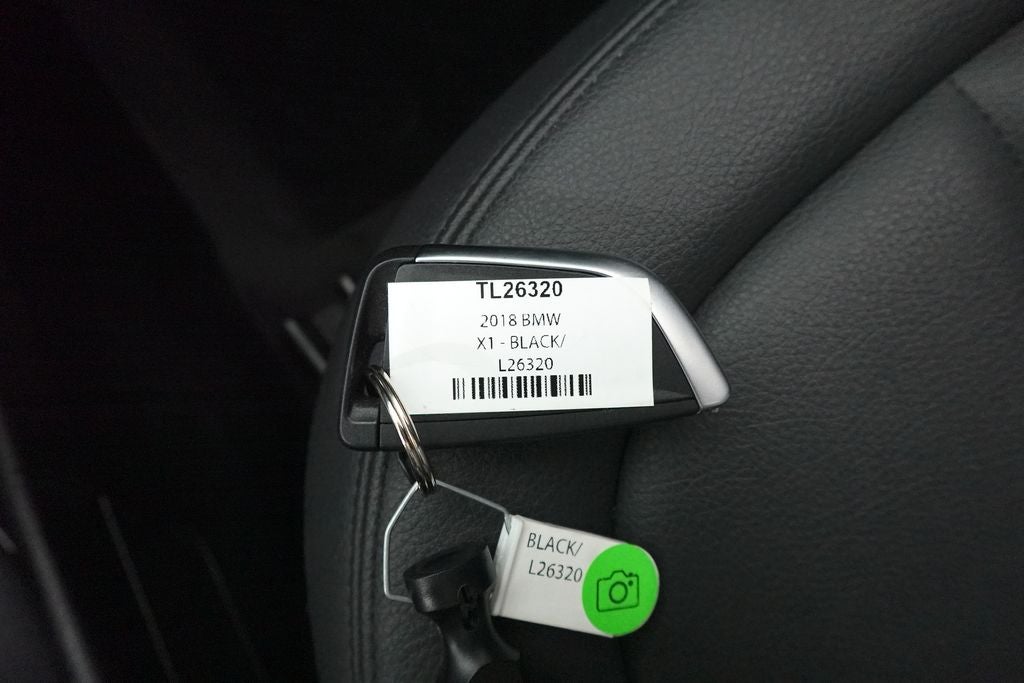 TL26320
2018 BMW
X1 - BLACK/
L26320
BLACK/
L26320